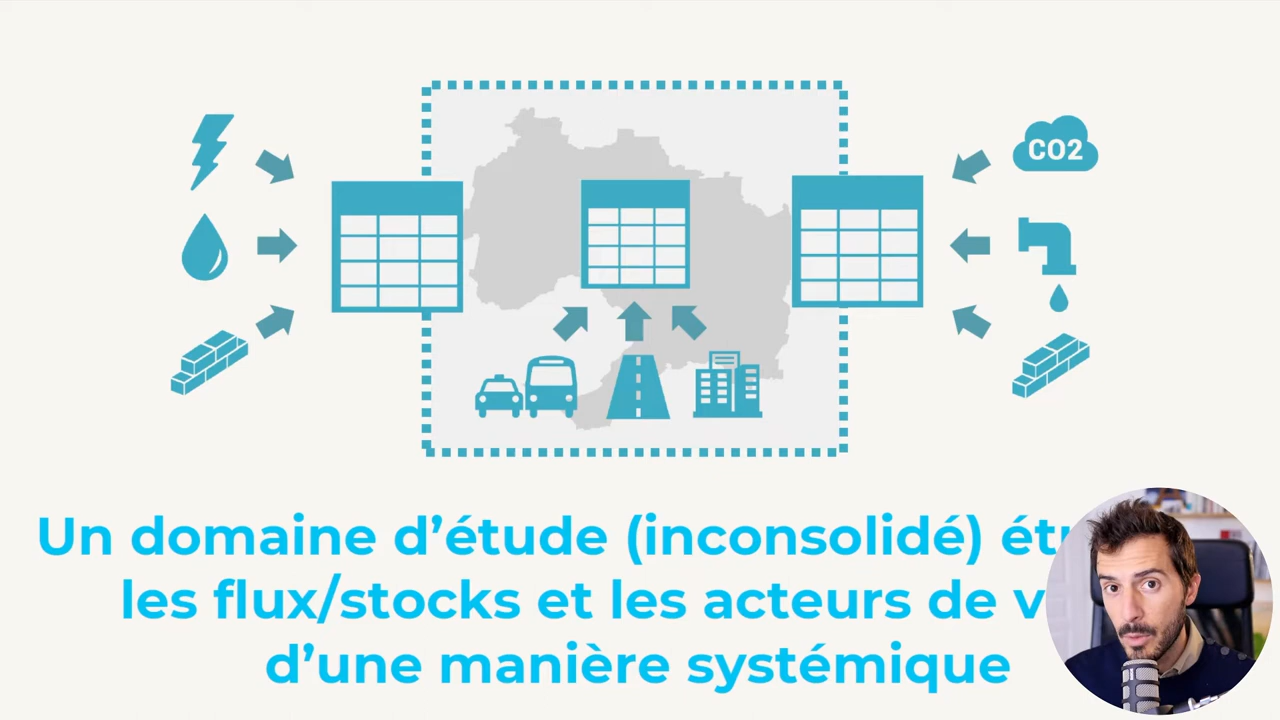 CO2
Un domaine d'étude (inconsolidé)
les flux/stocks et les acteurs de
d'une manière systémique